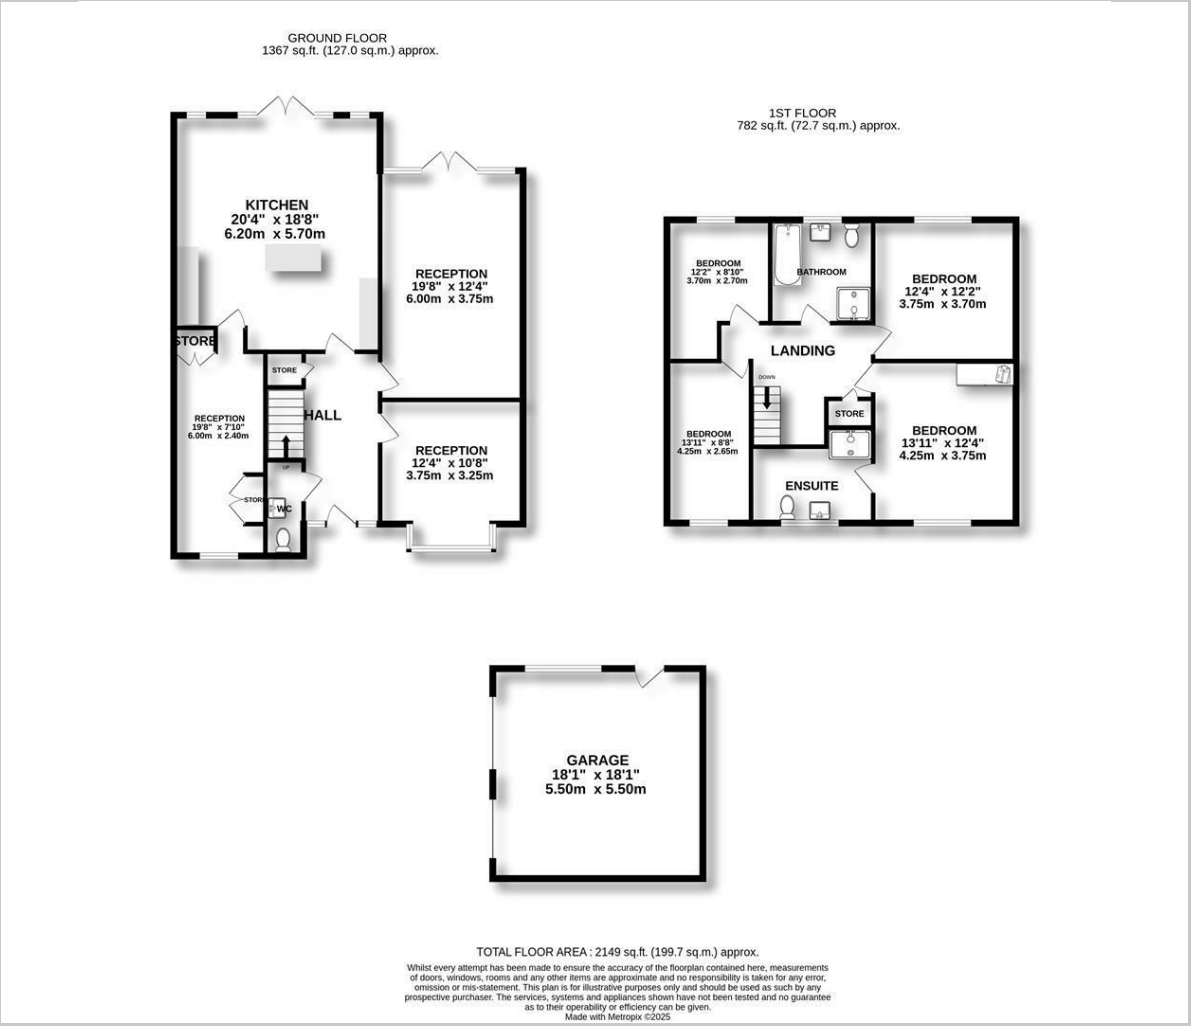 GROUND FLOOR
1367 sq.ft. (127.0 sq.m.) approx.
1ST FLOOR
782 sq.ft. (72.7 sq.m.) approx.
KITCHEN
20'4" x 18'8"
6.20m x 5.70m
RECEPTION
19'8" x 12'4"
6.00m x 3.75m
STORE
STORE
RECEPTION
19'8" x 7'10"
6.00m x 2.40m
HALL
RECEPTION
12'4" x 10'8"
3.75m x 3.25m
UP
STORE
WC
BEDROOM
12'2" x 8'10"
3.70m x 2.70m
BATHROOM
BEDROOM
12'4" x 12'2"
3.75m x 3.70m
LANDING
DOWN
STORE
BEDROOM
13'11" x 8'8"
4.25m x 2.65m
BEDROOM
13'11" x 12'4"
4.25m x 3.75m
ENSUITE
GARAGE
18'1" x 18'1"
5.50m x 5.50m
TOTAL FLOOR AREA : 2149 sq.ft. (199.7 sq.m.) approx.
Whilst every attempt has been made to ensure the accuracy of the floorplan contained here, measurements
of doors, windows, rooms and any other items are approximate and no responsibility is taken for any error,
omission or mis-statement. This plan is for illustrative purposes only and should be used as such by any
prospective purchaser. The services, systems and appliances shown have not been tested and no guarantee
as to their operability or efficiency can be given.
Made with Metropix ©2025